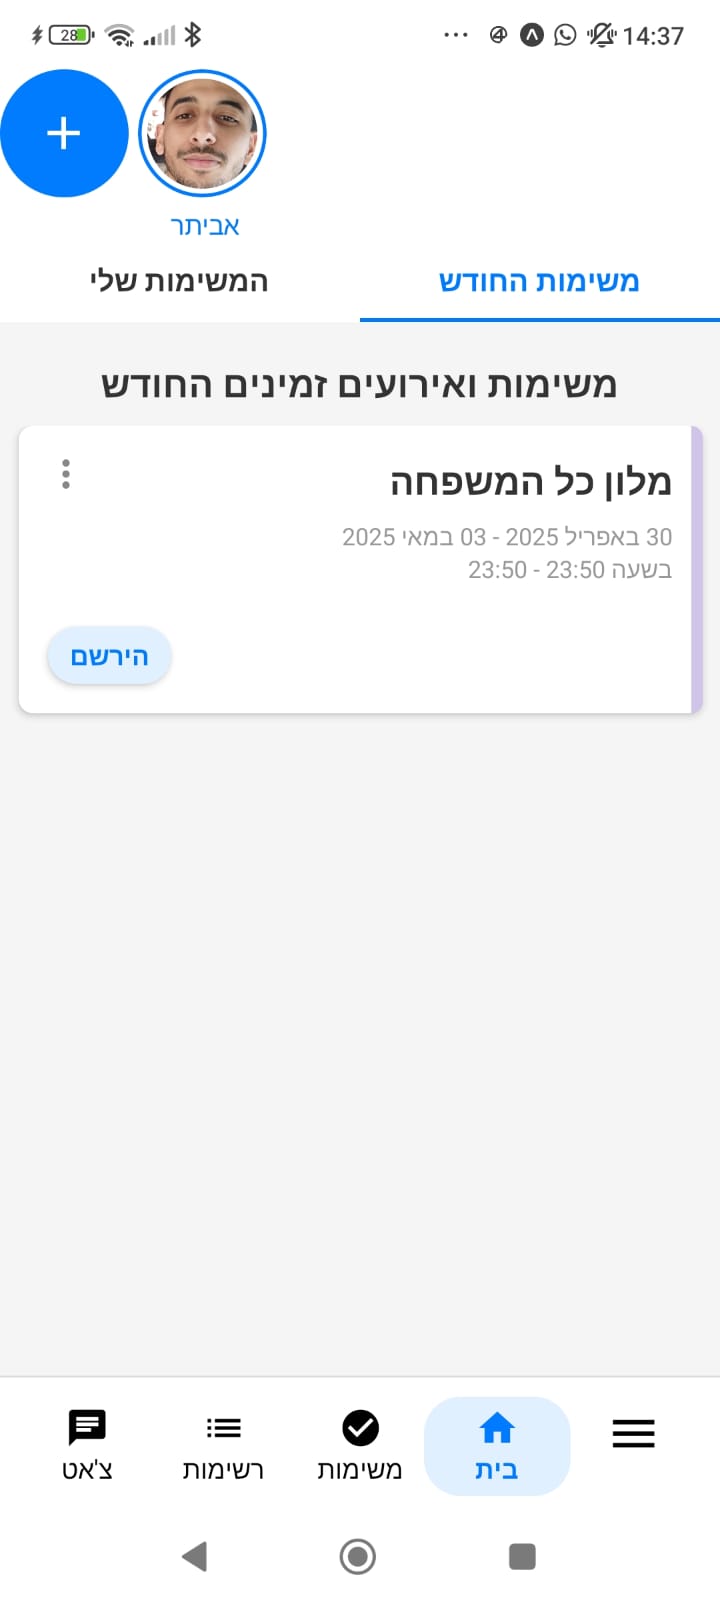 28
14:37
אביתר
משימות החודש
המשימות שלי
משימות ואירועים זמינים החודש
מלון כל המשפחה
30 באפריל 2025 - 03 במאי 2025
בשעה 23:50 - 23:50
הירשם
בית
משימות
רשימות
צ'אט